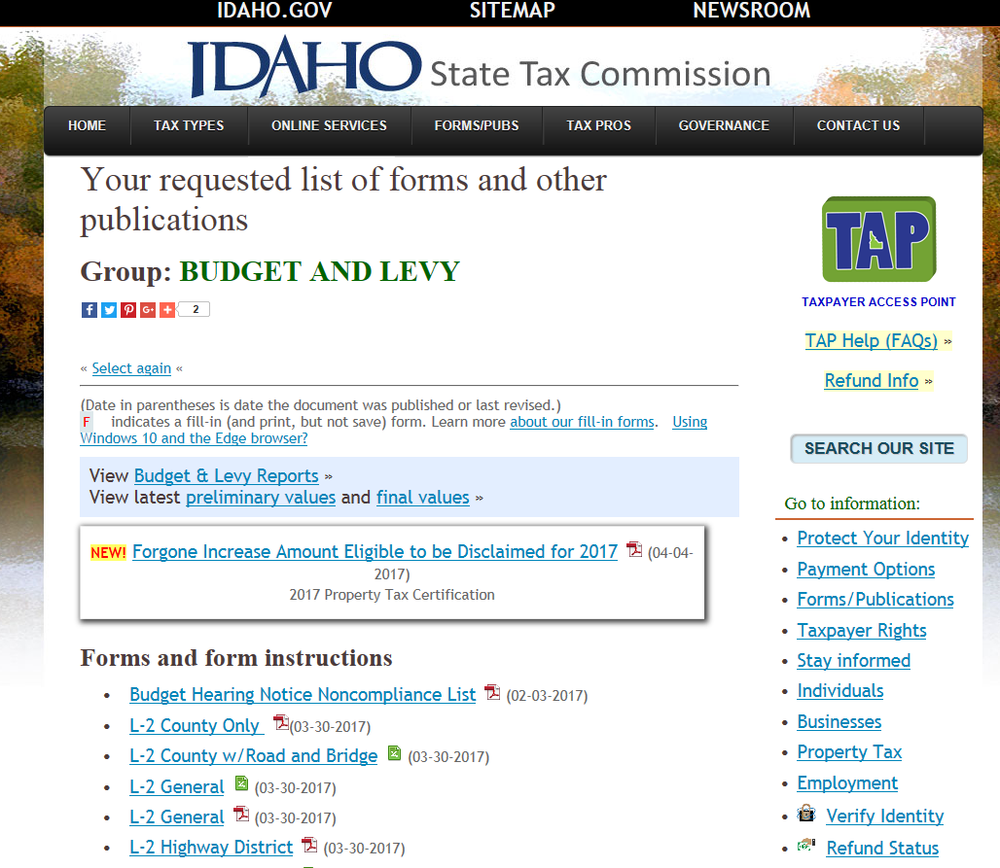 IDAHO.GOV SITEMAP NEWSROOM
IDAHO State Tax Commission
HOME TAX TYPES ONLINE SERVICES FORMS/PUBS TAX PROS GOVERNANCE CONTACT US
Your requested list of forms and other
publications
Group: BUDGET AND LEVY
2
« Select again «
(Date in parentheses is date the document was published or last revised.)
F indicates a fill-in (and print, but not save) form. Learn more about our fill-in forms. Using
Windows 10 and the Edge browser?
View Budget & Levy Reports »
View latest preliminary values and final values »
NEW! Forgone Increase Amount Eligible to be Disclaimed for 2017 (04-04-
2017)
2017 Property Tax Certification
Forms and form instructions
• Budget Hearing Notice Noncompliance List (02-03-2017)
• L-2 County Only (03-30-2017)
• L-2 County w/Road and Bridge (03-30-2017)
• L-2 General (03-30-2017)
• L-2 General (03-30-2017)
• L-2 Highway District (03-30-2017)
TAP
TAXPAYER ACCESS POINT
TAP Help (FAQs) »
Refund Info »
SEARCH OUR SITE
Go to information:
• Protect Your Identity
• Payment Options
• Forms/Publications
• Taxpayer Rights
• Stay informed
• Individuals
• Businesses
• Property Tax
• Employment
• Verify Identity
• Refund Status